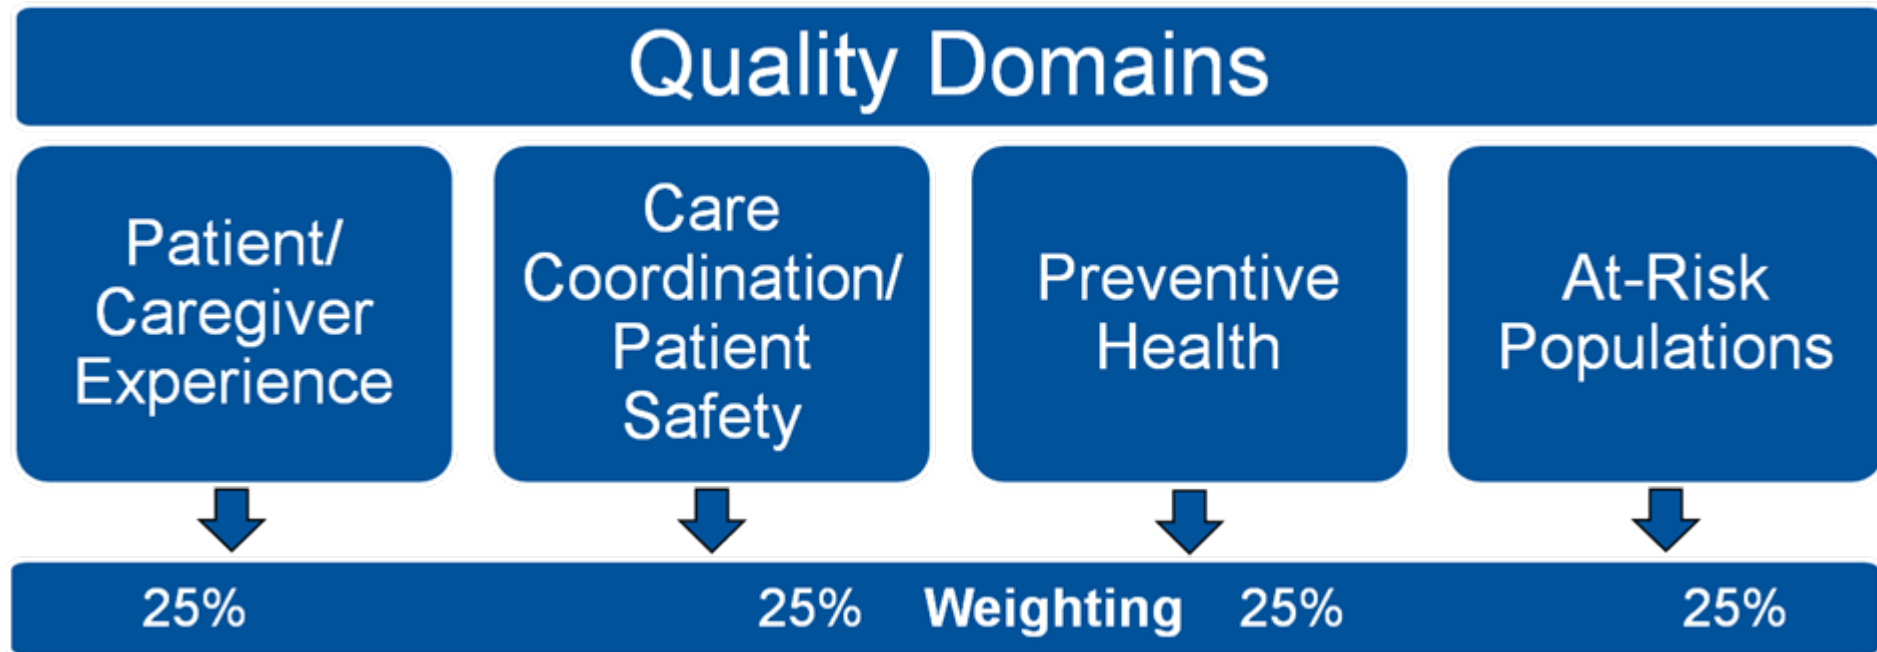 Quality Domains
Patient/
Caregiver
Experience
Care
Coordination/
Patient
Safety
Preventive
Health
At-Risk
Populations
25% 25% Weighting 25% 25%